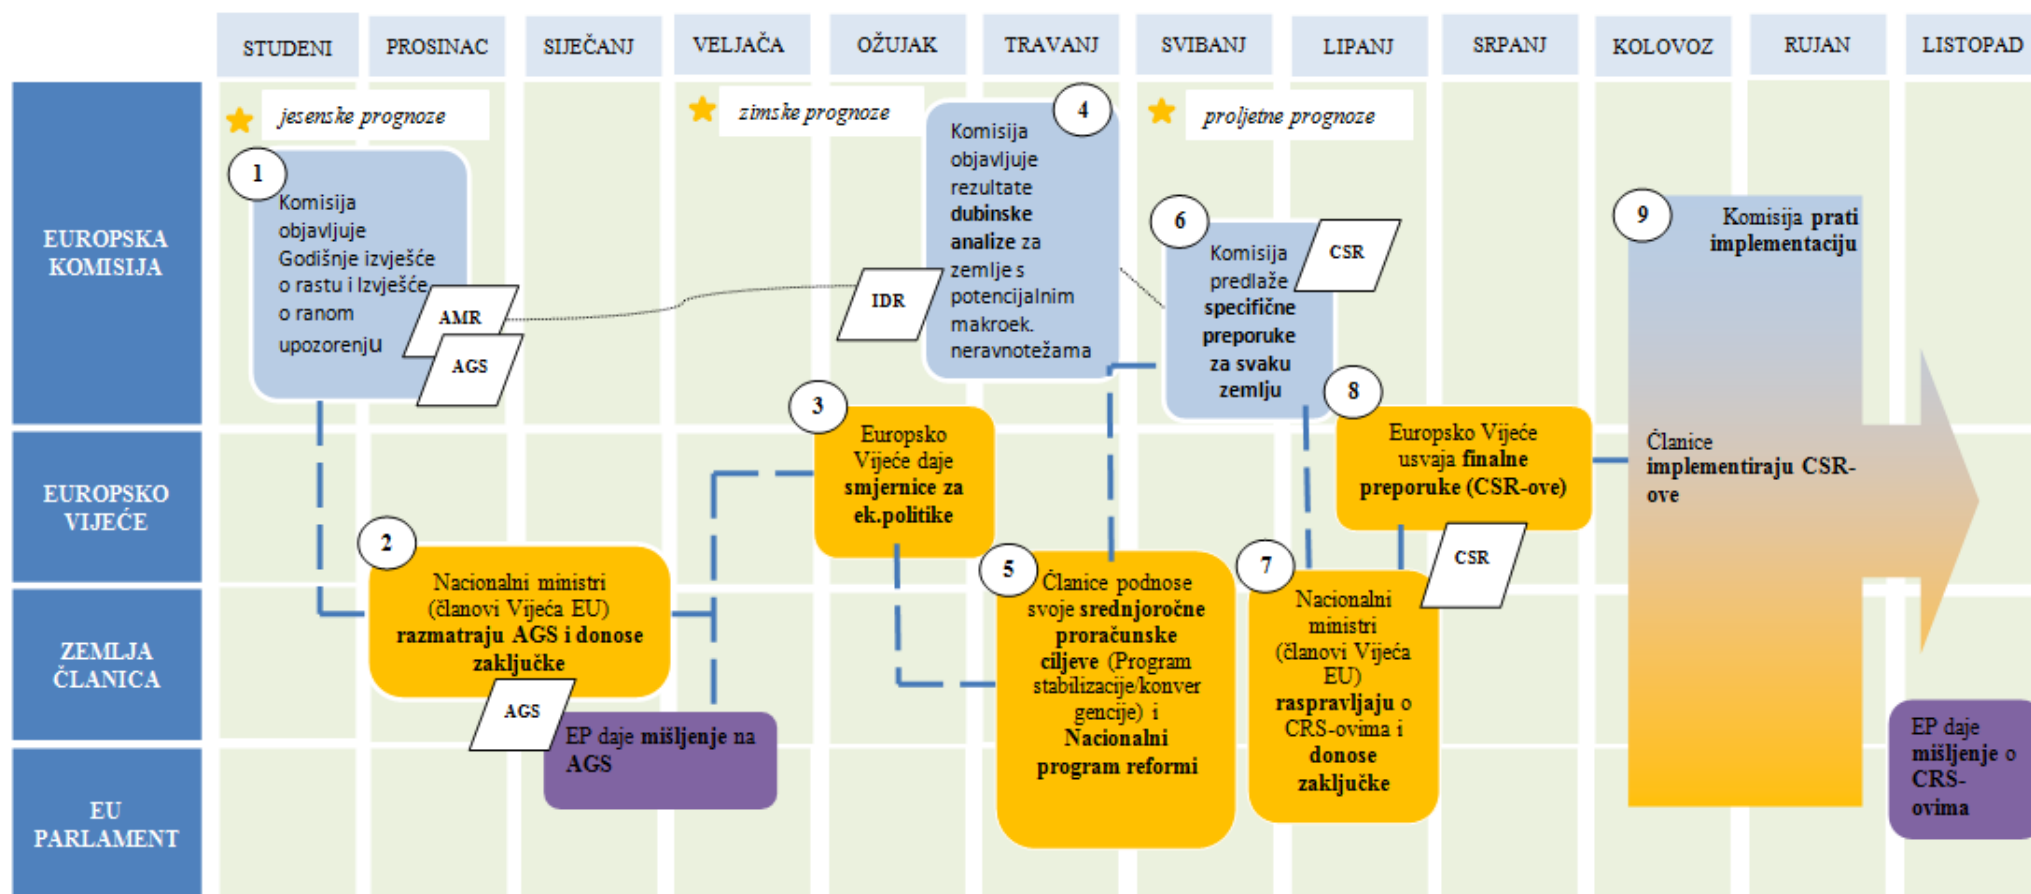 STUDENI
PROSINAC
SIJEČANJ
VELJAČA
OŽUJAK
TRAVANJ
SVIBANJ
LIPANJ
SRPANJ
KOLOVOZ
RUJAN
LISTOPAD
EUROPSKA
KOMISIJA
EUROPSKO
VIJEĆE
ZEMLJA
ČLANICA
EU
PARLAMENT
jesenske prognoze
zimske prognoze
proljetne prognoze
1
Komisija
objavljuje
Godišnje izvješće
o rastu i Izvješće
o ranom
upozorenju
AMR
AGS
2
Nacionalni ministri
(članovi Vijeća EU)
razmatraju AGS i donose
zaključke
AGS
EP daje mišljenje na
AGS
3
Europsko
Vijeće daje
smjernice za
ek.politike
IDR
4
Komisija
objavljuje
rezultate
dubinske
analize za
zemlje s
potencijalnim
makroek.
neravnotežama
5
Članice podnose
svoje srednjoročne
proračunske
ciljeve (Program
stabilizacije/konver
gencije) i
Nacionalni
program reformi
6
Komisija
predlaže
specifične
preporuke
za svaku
zemlju
CSR
7
Nacionalni
ministri
(članovi Vijeća
EU)
raspravljaju o
CRS-ovima i
donose
zaključke
8
Europsko Vijeće
usvaja finalne
preporuke (CSR-ove)
CSR
9
Komisija prati
implementaciju
Članice
implementiraju CSR-
ove
EP daje
mišljenje o
CRS-
ovima